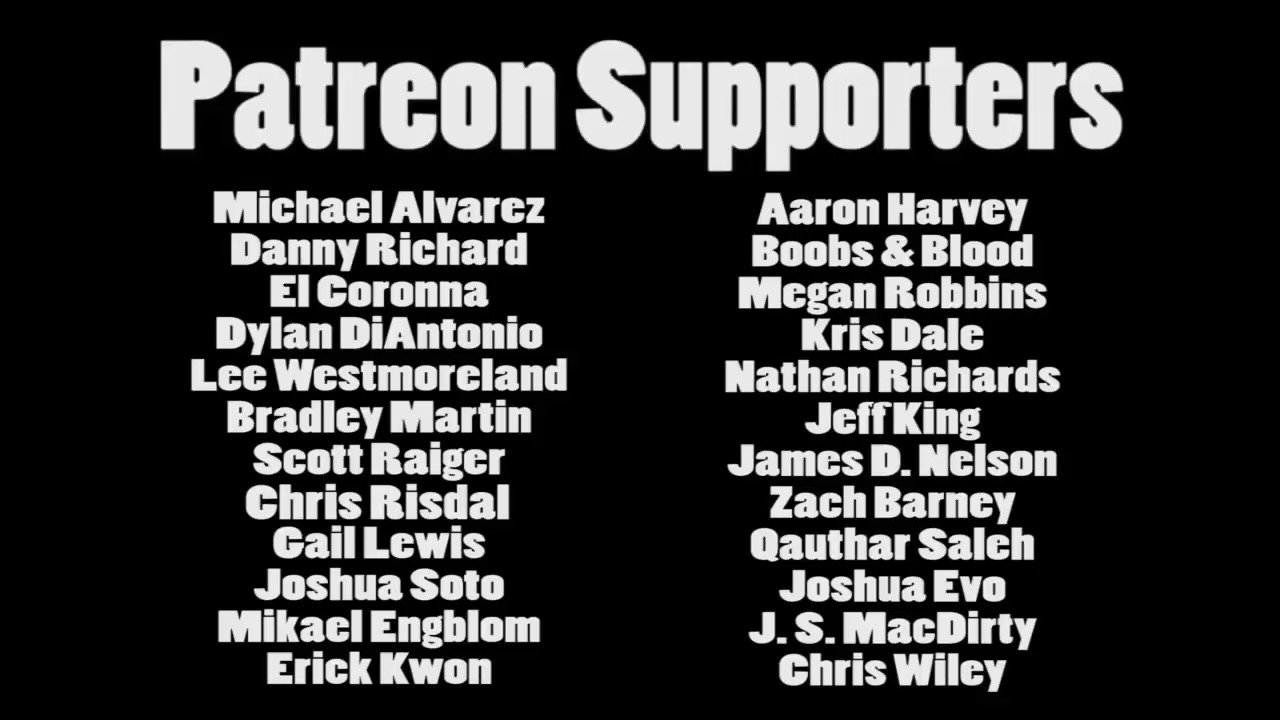 Patreon Supporters
Michael Alvarez
Danny Richard
El Coronna
Dylan DiAntonio
Lee Westmoreland
Bradley Martin
Scott Raiger
Chris Risdal
Gail Lewis
Joshua Soto
Mikael Engblom
Erick Kwon
Aaron Harvey
Boobs & Blood
Megan Robbins
Kris Dale
Nathan Richards
Jeff King
James D. Nelson
Zach Barney
Qauthar Saleh
Joshua Evo
J. S. MacDirty
Chris Wiley